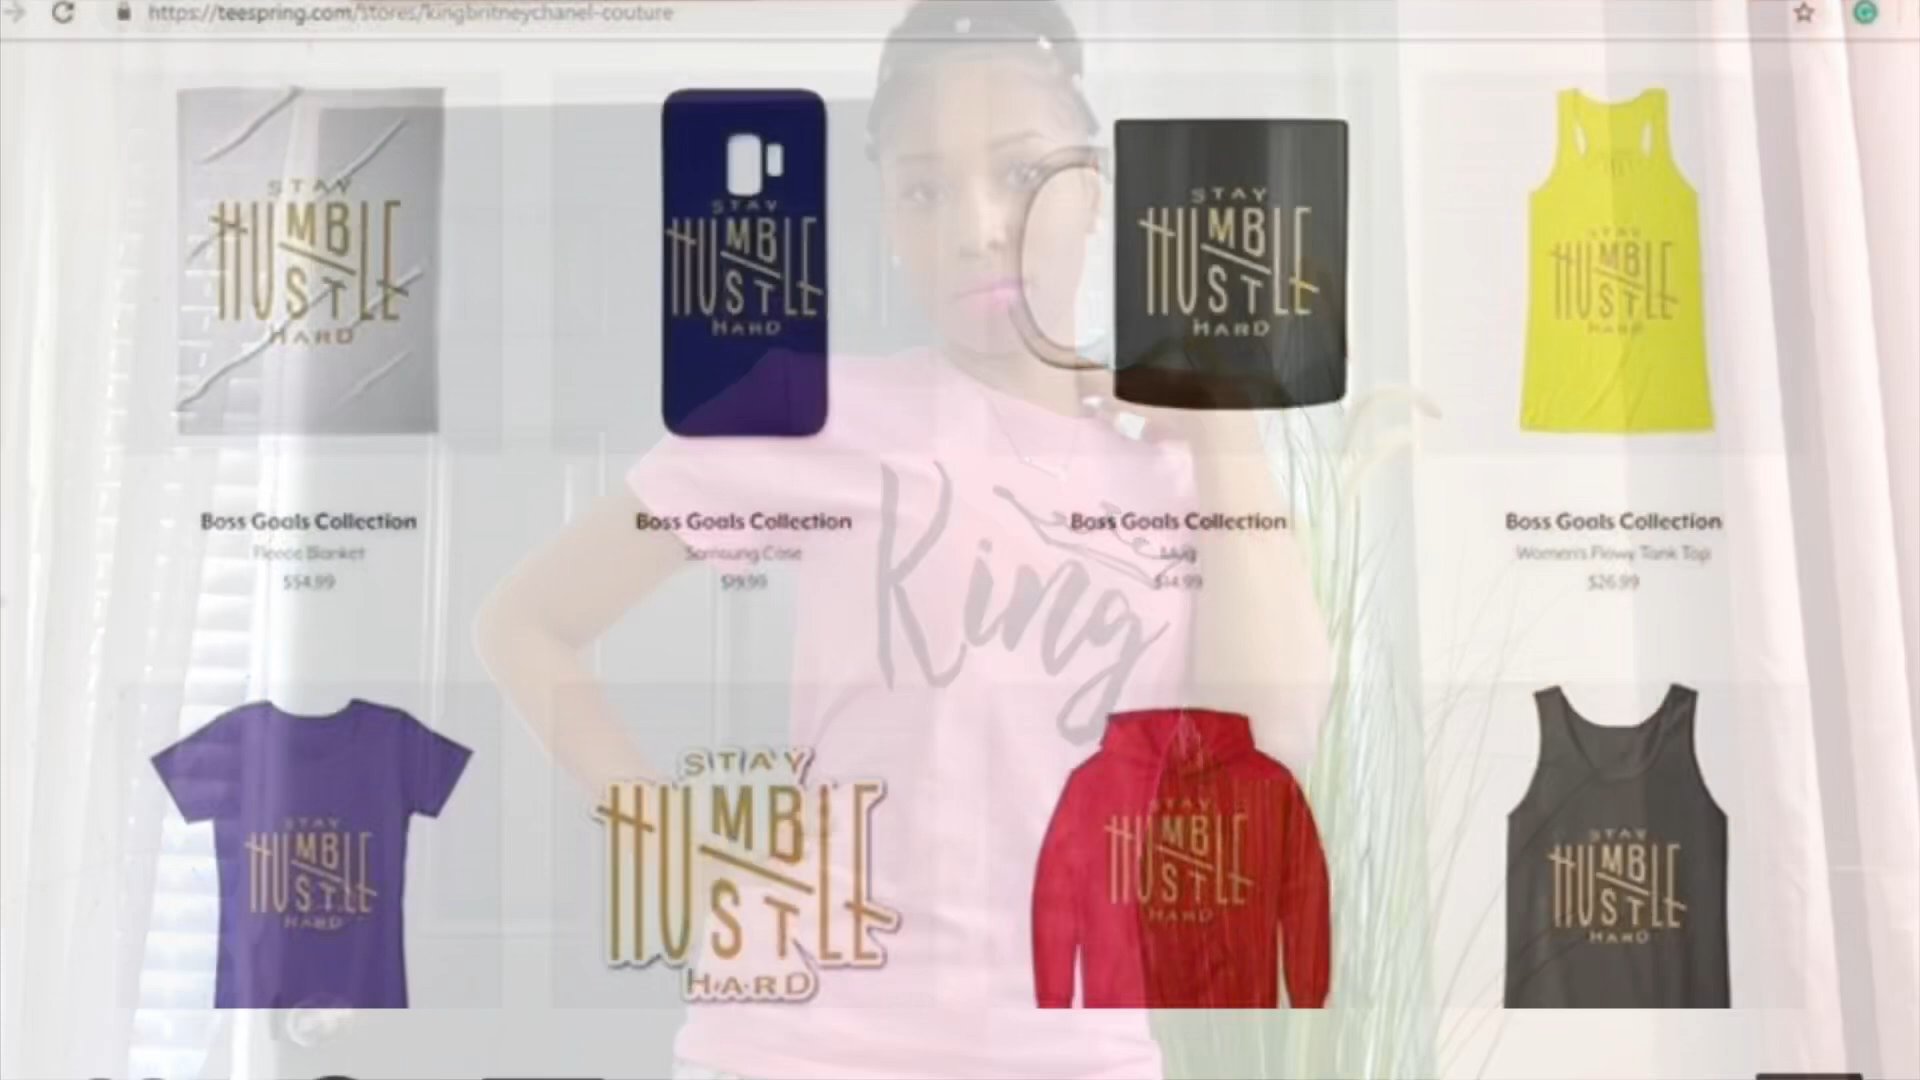 https://teespring.com/stores/kingbritneychanel-couture
STAY
HUMBLE
HUSTLE
HARD
STAY
HUMBLE
HUSTLE
HARD
STAY
HUMBLE
HUSTLE
HARD
STAY
HUMBLE
HUSTLE
HARD
Boss Goals Collection
Fleece Blanket
$54.99
Boss Goals Collection
Samsung Case
$19.99
Boss Goals Collection
Mug
$14.99
Boss Goals Collection
Women's Flowy Tank Top
$26.99
King
STAY
HUMBLE
HUSTLE
HARD
STAY
HUMBLE
HUSTLE
HARD
STAY
HUMBLE
HUSTLE
HARD
STAY
HUMBLE
HUSTLE
HARD